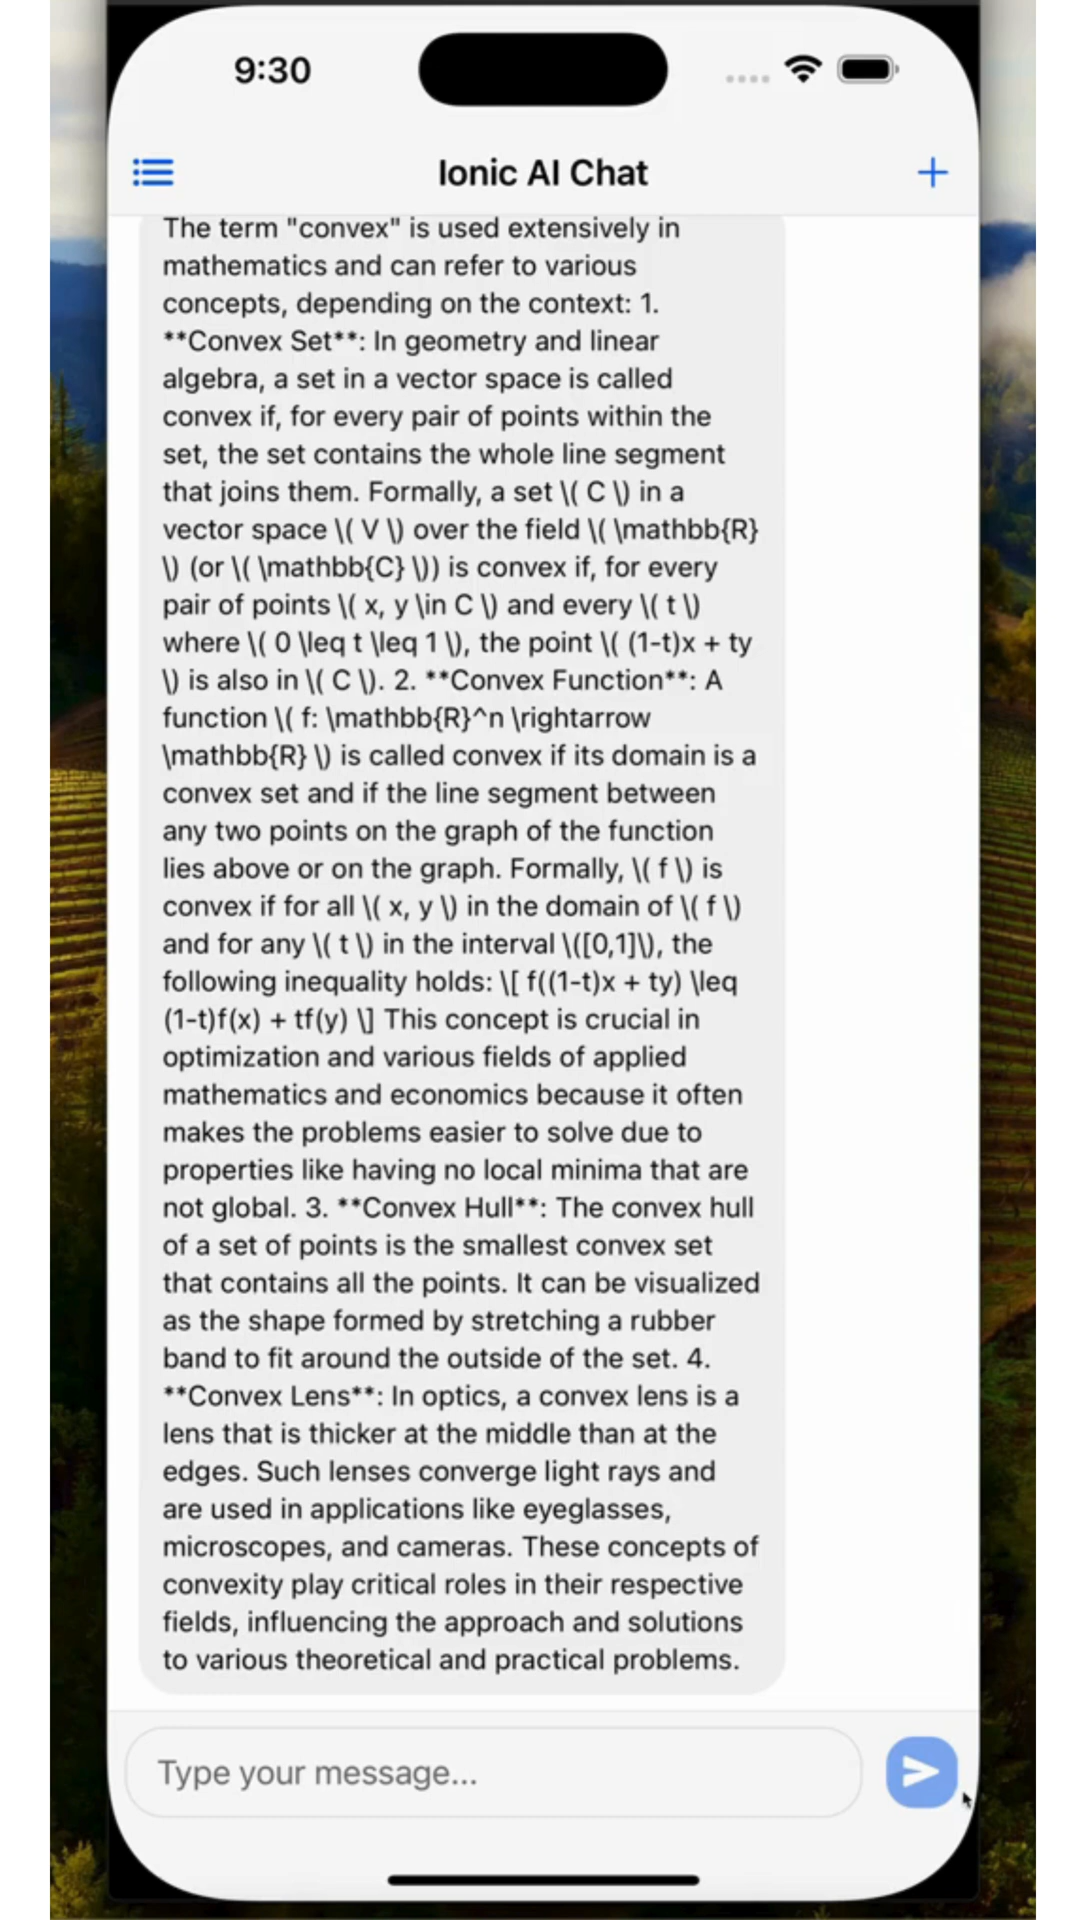 9:30
Ionic AI Chat
The term "convex" is used extensively in
mathematics and can refer to various
concepts, depending on the context: 1.
**Convex Set**: In geometry and linear
algebra, a set in a vector space is called
convex if, for every pair of points within the
set, the set contains the whole line segment
that joins them. Formally, a set \( C \) in a
vector space \( V \) over the field \( \mathbb{R}
\) (or \( \mathbb{C} \)) is convex if, for every
pair of points \( x, y \in C \) and every \( t \)
where \( 0 \leq t \leq 1 \), the point \( (1-t)x + ty
\) is also in \( C \). 2. **Convex Function**: A
function \( f: \mathbb{R}^n \rightarrow
\mathbb{R} \) is called convex if its domain is a
convex set and if the line segment between
any two points on the graph of the function
lies above or on the graph. Formally, \( f \) is
convex if for all \( x, y \) in the domain of \( f \)
and for any \( t \) in the interval \([0,1]\), the
following inequality holds: \[ f((1-t)x + ty) \leq
(1-t)f(x) + tf(y) \] This concept is crucial in
optimization and various fields of applied
mathematics and economics because it often
makes the problems easier to solve due to
properties like having no local minima that are
not global. 3. **Convex Hull**: The convex hull
of a set of points is the smallest convex set
that contains all the points. It can be visualized
as the shape formed by stretching a rubber
band to fit around the outside of the set. 4.
**Convex Lens**: In optics, a convex lens is a
lens that is thicker at the middle than at the
edges. Such lenses converge light rays and
are used in applications like eyeglasses,
microscopes, and cameras. These concepts of
convexity play critical roles in their respective
fields, influencing the approach and solutions
to various theoretical and practical problems.
Type your message...